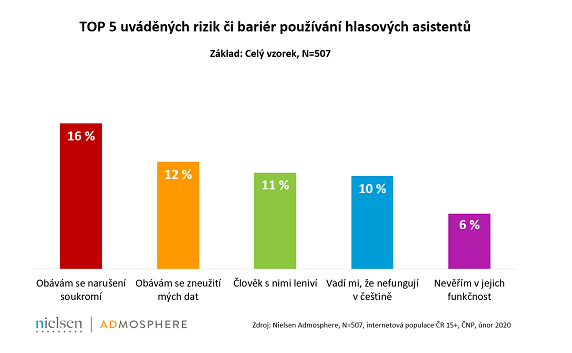 TOP 5 uváděných rizik či bariér používání hlasových asistentů
Základ: Celý vzorek, N=507
16 %
12 %
11 %
10 %
6 %
Obávám se narušení
soukromí
Obávám se zneužití
mých dat
Člověk s nimi leniví
Vadí mi, že nefungují
v češtině
Nevěřím v jejich
funkčnost
nielsen
ADMOSPHERE
Zdroj: Nielsen Admosphere, N=507, internetová populace ČR 15+, ČNP, únor 2020